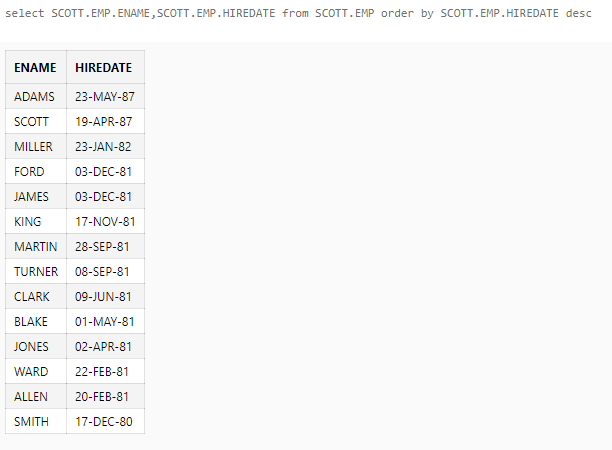 select SCOTT.EMP.ENAME,SCOTT.EMP.HIREDATE from SCOTT.EMP order by SCOTT.EMP.HIREDATE desc
ENAME HIREDATE
ADAMS 23-MAY-87
SCOTT 19-APR-87
MILLER 23-JAN-82
FORD 03-DEC-81
JAMES 03-DEC-81
KING 17-NOV-81
MARTIN 28-SEP-81
TURNER 08-SEP-81
CLARK 09-JUN-81
BLAKE 01-MAY-81
JONES 02-APR-81
WARD 22-FEB-81
ALLEN 20-FEB-81
SMITH 17-DEC-80